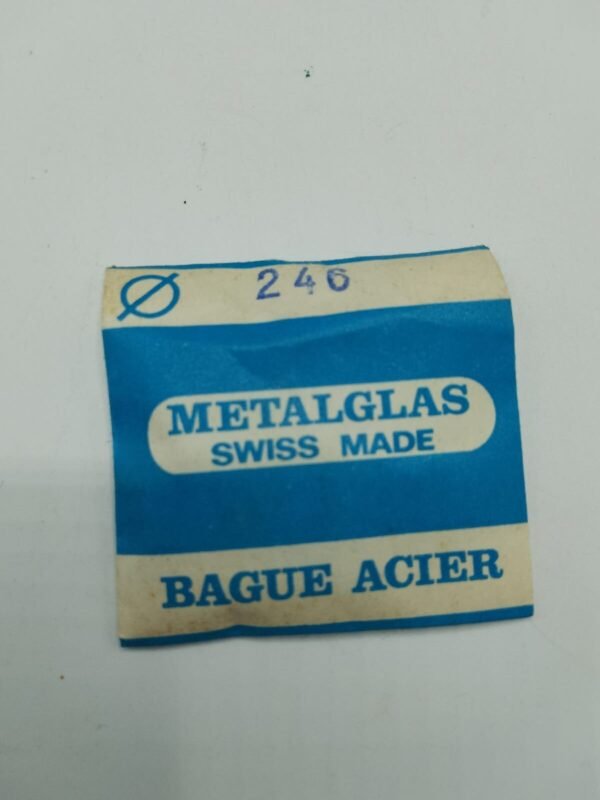 Ø 246
METALGLAS
SWISS MADE
BAGUE ACIER